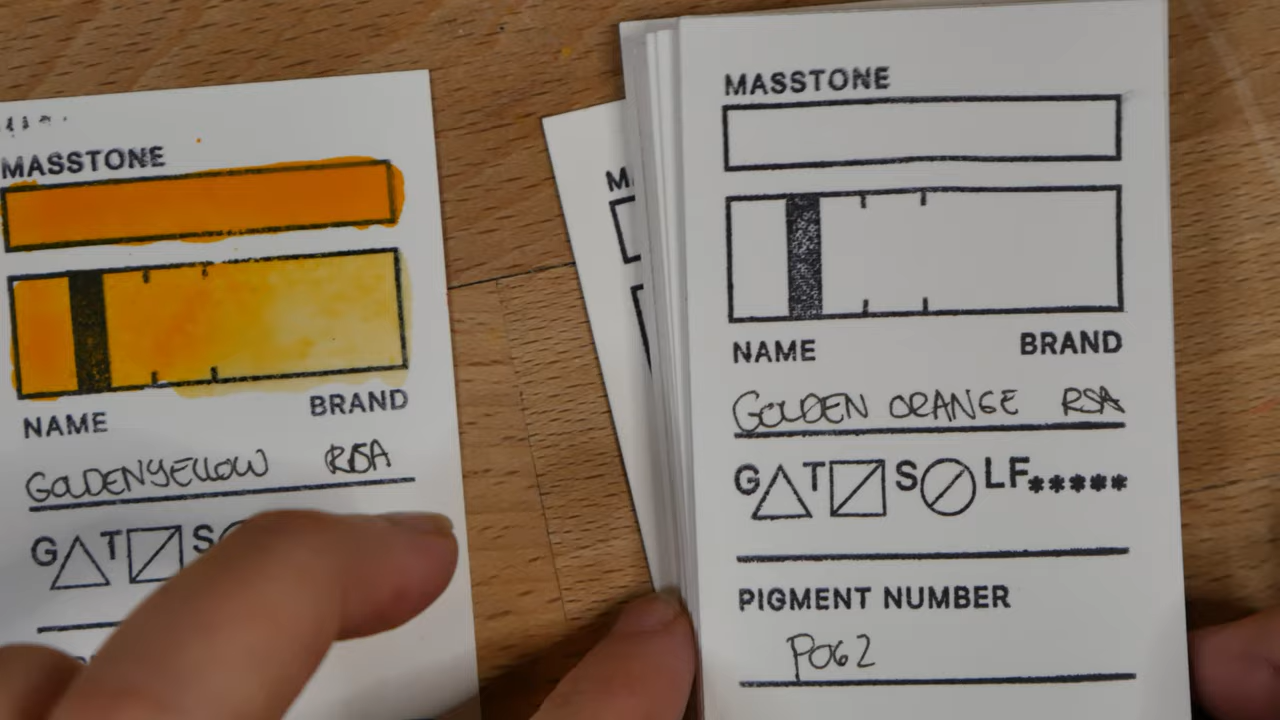 MASSTONE
NAME BRAND
GOLDENYELLOW RSA
G T S
M
MASSTONE
NAME BRAND
GOLDEN ORANGE RSA
G T S LF*****
PIGMENT NUMBER
PO62